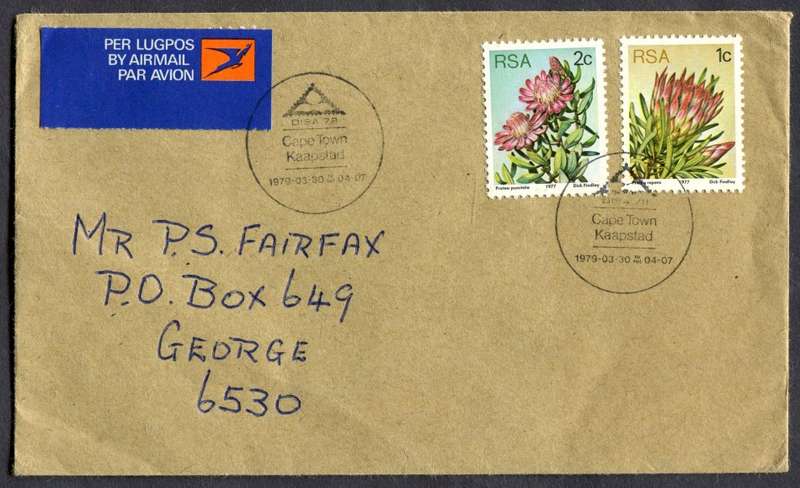 PER LUGPOS
BY AIRMAIL
PAR AVION
DISA 79
Cape Town
Kaapstad
1979-03-30 04-07
RSA 2c
1977 Dick Findlay
RSA 1c
1977 Dick Findlay
Cape Town
Kaapstad
1979-03-30 04-07
MR P.S. FAIRFAX
P.O. BOX 649
GEORGE
6530